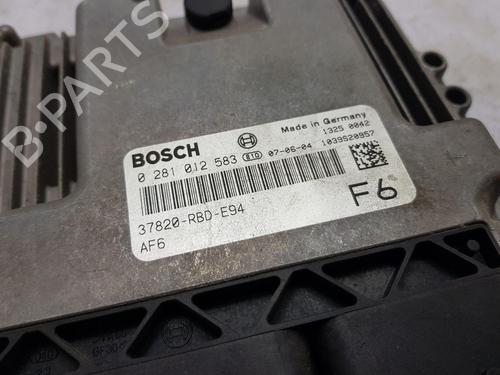 B-PARTS
Made in Germany
1325 0042
BOSCH
0 281 012 583 EID 07-06-04 1039S20957
37820-RBD-E94
AF6
F6